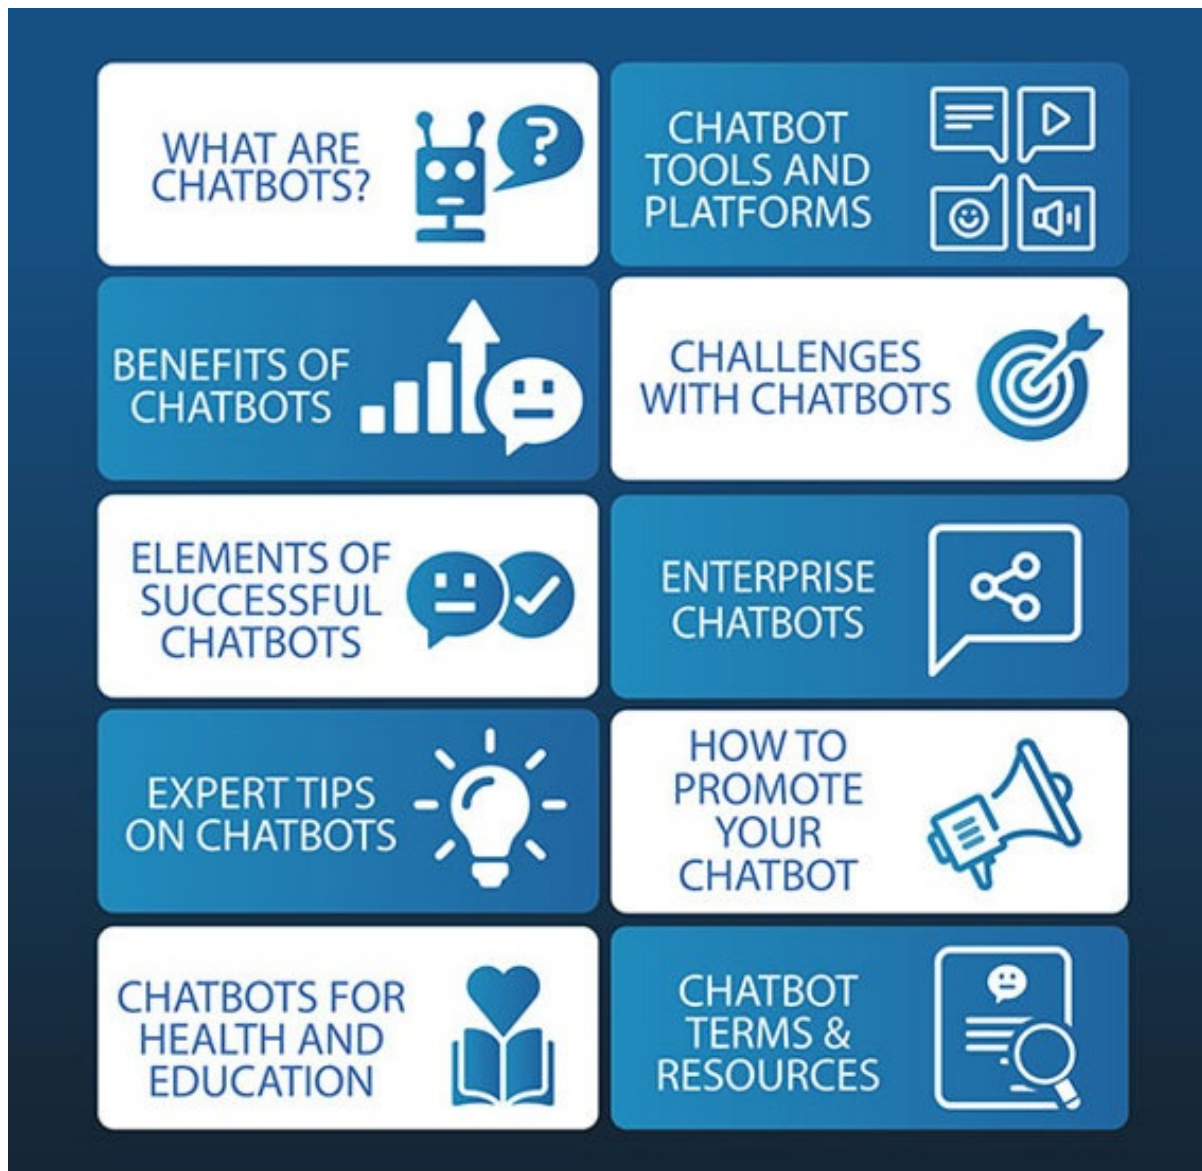 WHAT ARE
CHATBOTS?
?
CHATBOT
TOOLS AND
PLATFORMS
BENEFITS OF
CHATBOTS
CHALLENGES
WITH CHATBOTS
ELEMENTS OF
SUCCESSFUL
CHATBOTS
ENTERPRISE
CHATBOTS
EXPERT TIPS
ON CHATBOTS
HOW TO
PROMOTE
YOUR
CHATBOT
CHATBOTS FOR
HEALTH AND
EDUCATION
CHATBOT
TERMS &
RESOURCES